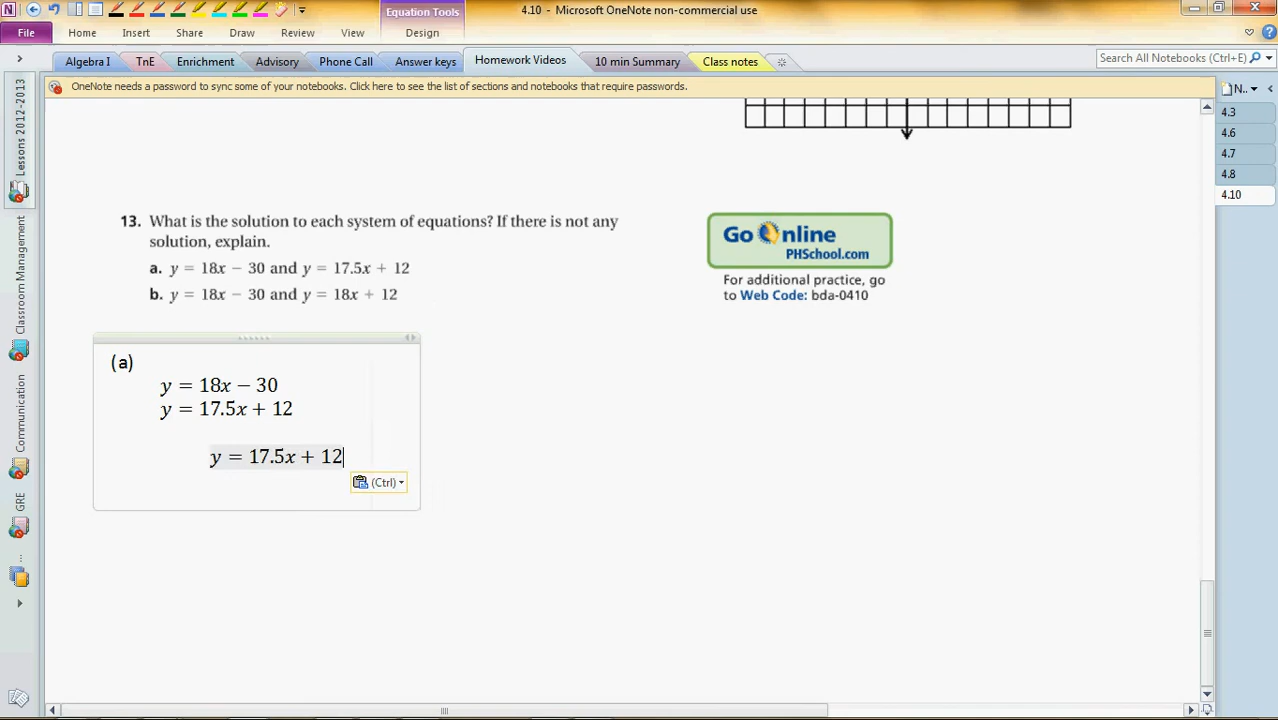 Equation Tools
4.10 - Microsoft OneNote non-commercial use
File Home Insert Share Draw Review View Design
Algebra I TnE Enrichment Advisory Phone Call Answer keys Homework Videos 10 min Summary Class notes
Search All Notebooks (Ctrl+E)
OneNote needs a password to sync some of your notebooks. Click here to see the list of sections and notebooks that require passwords.
N..
4.3
4.6
4.7
4.8
4.10
Lessons 2012-2013
Classroom Management
Communication
GRE
...
13. What is the solution to each system of equations? If there is not any
solution, explain.
a. y = 18x − 30 and y = 17.5x + 12
b. y = 18x − 30 and y = 18x + 12
Go Online
PHSchool.com
For additional practice, go
to Web Code: bda-0410
(a)
y = 18x − 30
y = 17.5x + 12
y = 17.5x + 12
(Ctrl)